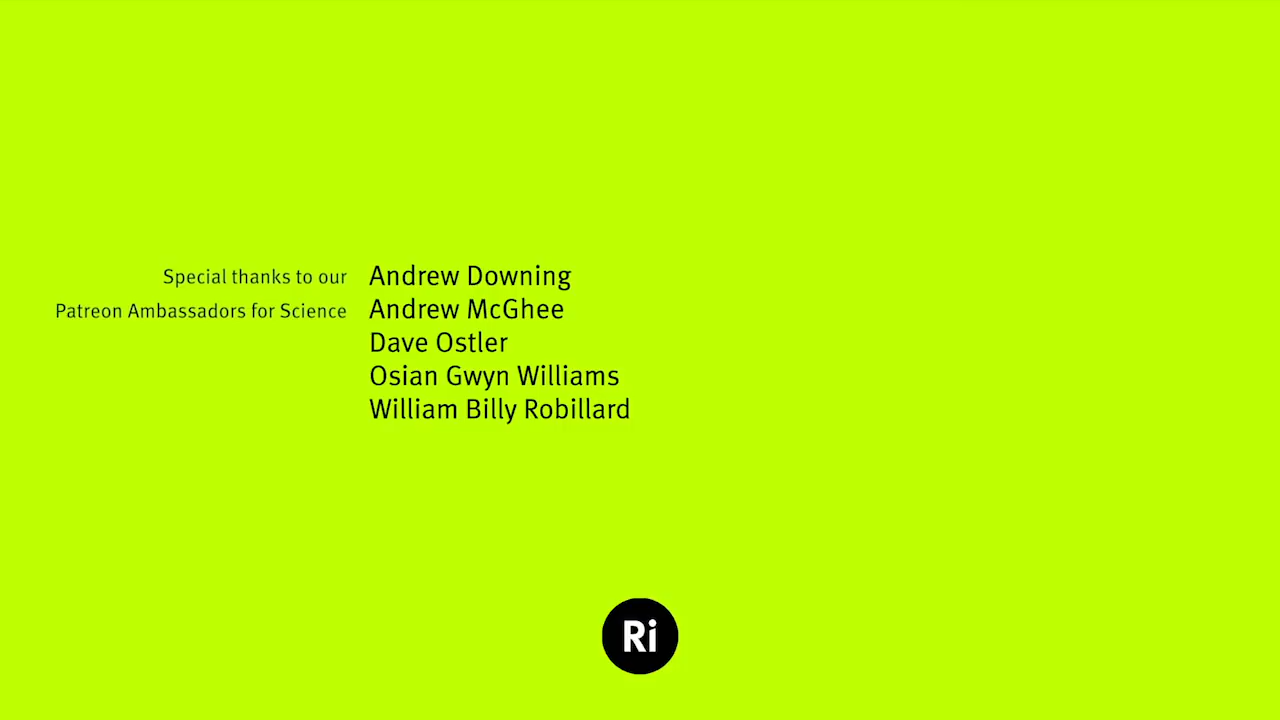 Special thanks to our Andrew Downing
Patreon Ambassadors for Science Andrew McGhee
Dave Ostler
Osian Gwyn Williams
William Billy Robillard
Ri